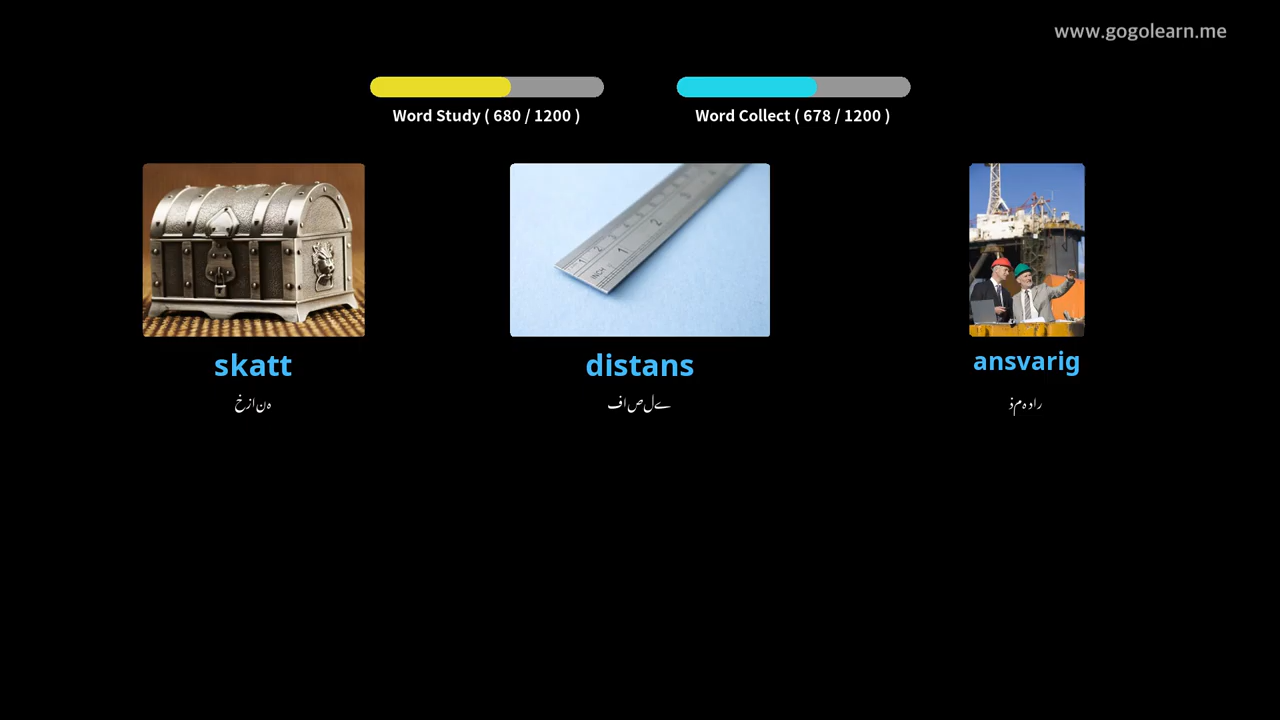 www.gogolearn.me
Word Study ( 680 / 1200 )
Word Collect ( 678 / 1200 )
skatt
distans
ansvarig
خزانہ
فاصلے
ذمہ دار